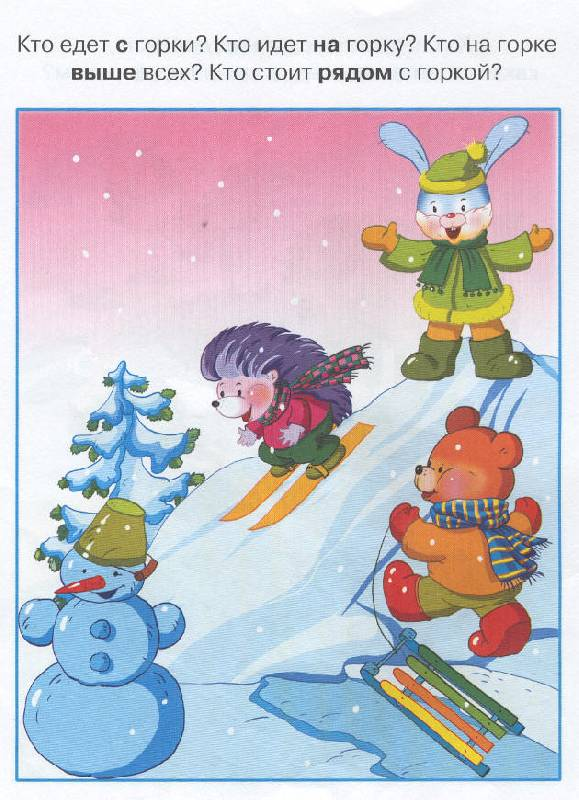 Кто едет с горки? Кто идет на горку? Кто на горке
выше всех? Кто стоит рядом с горкой?